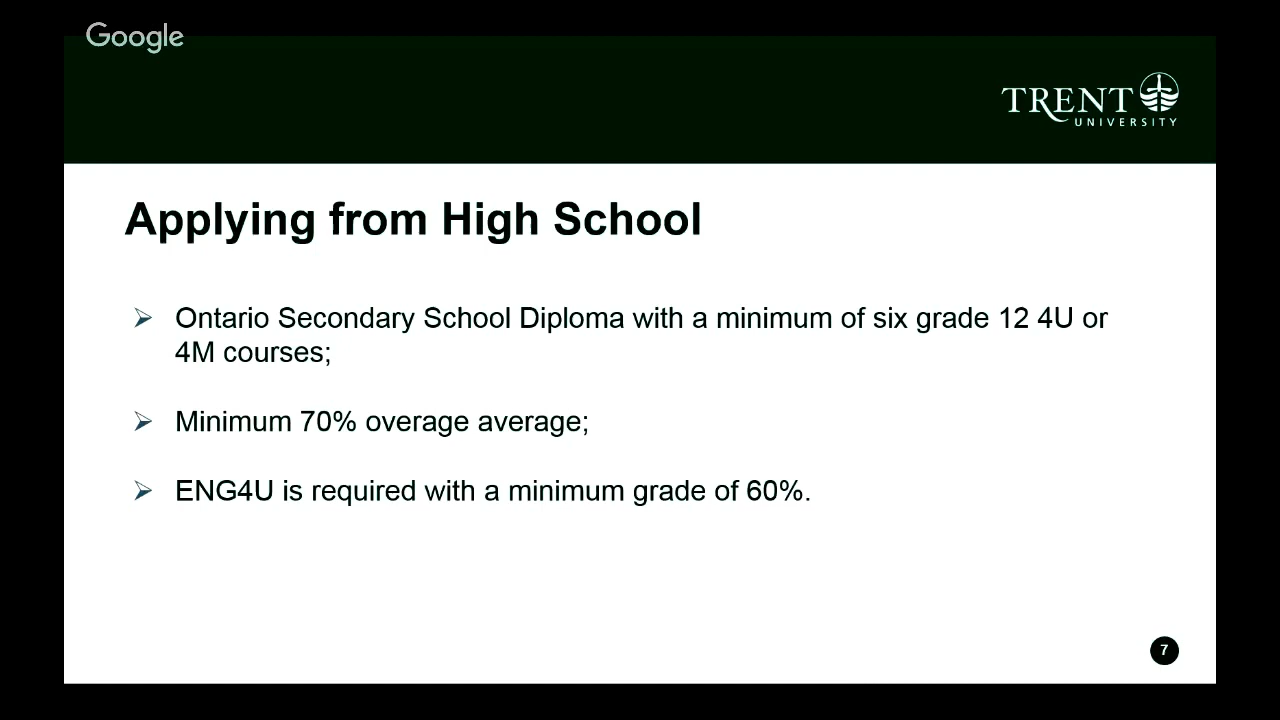 Google
TRENT
UNIVERSITY
Applying from High School
Ontario Secondary School Diploma with a minimum of six grade 12 4U or
4M courses;
Minimum 70% overage average;
ENG4U is required with a minimum grade of 60%.
7